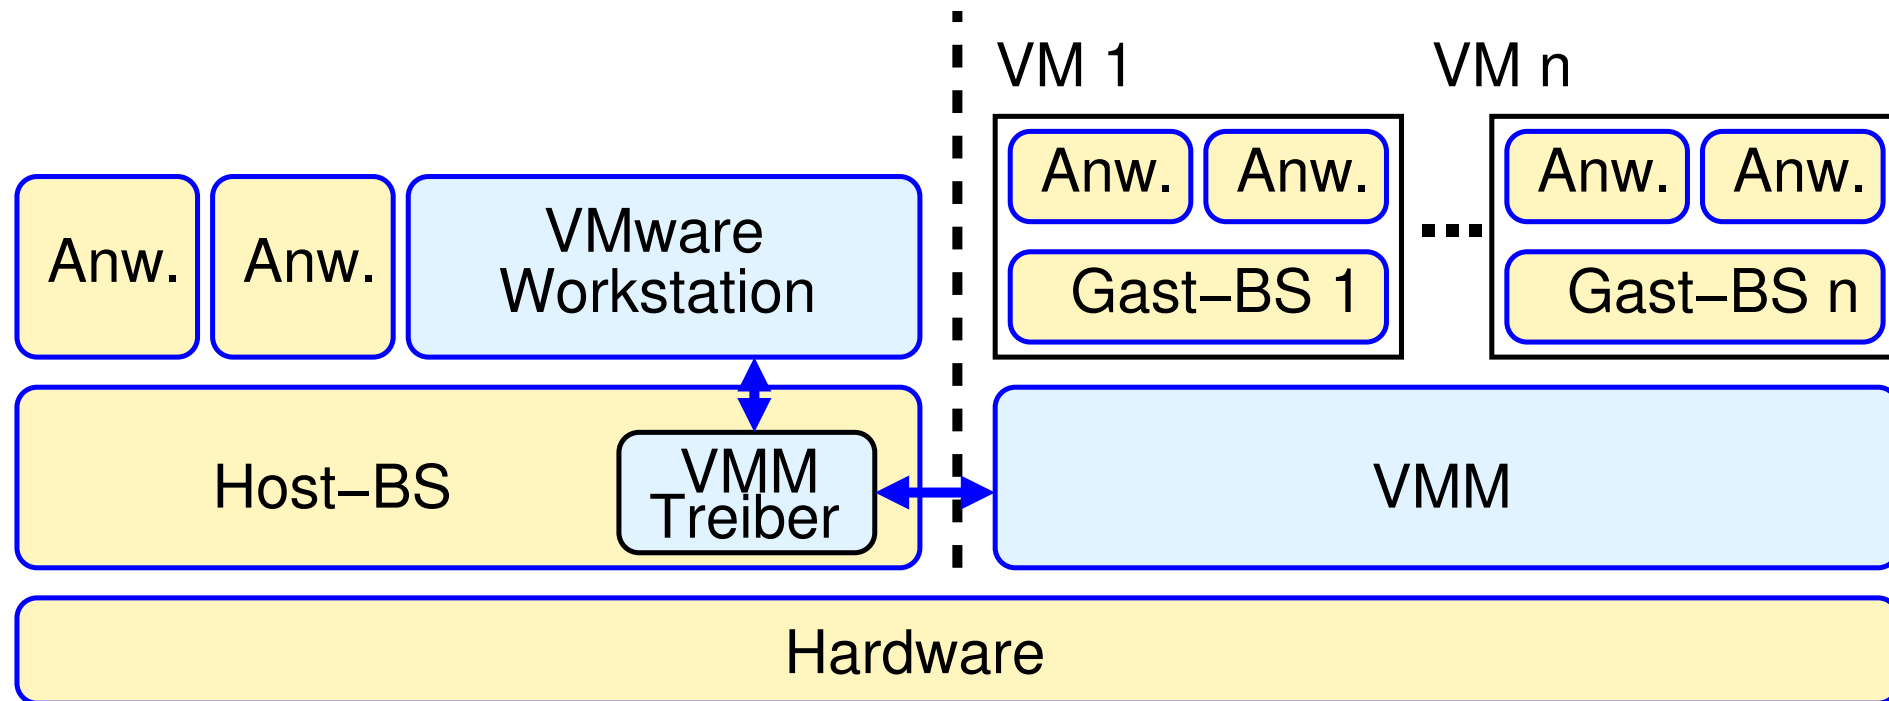 VM 1
VM n
Anw.
Anw.
Anw.
Anw.
Anw.
Anw.
VMware
Workstation
Gast–BS 1
Gast–BS n
Host–BS
VMM
Treiber
VMM
Hardware